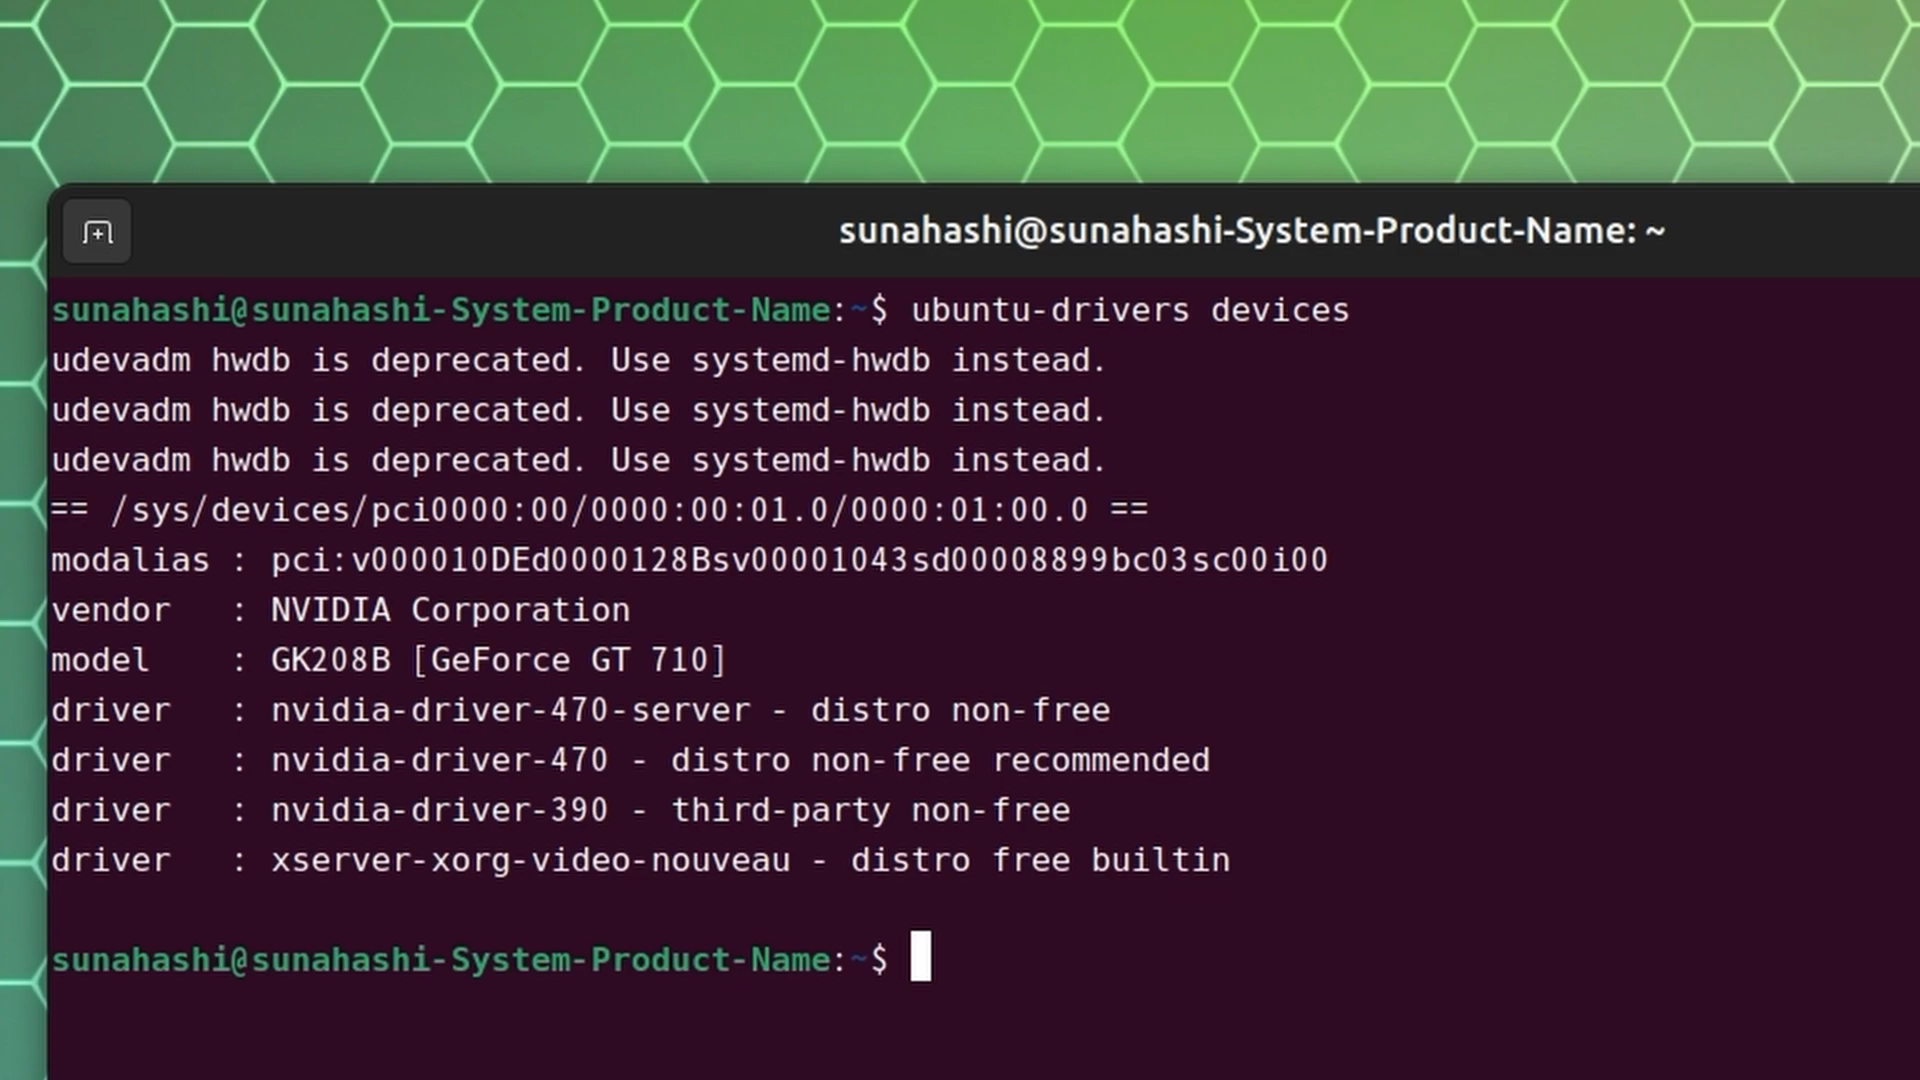 sunahashi@sunahashi-System-Product-Name: ~
sunahashi@sunahashi-System-Product-Name:~$ ubuntu-drivers devices
udevadm hwdb is deprecated. Use systemd-hwdb instead.
udevadm hwdb is deprecated. Use systemd-hwdb instead.
udevadm hwdb is deprecated. Use systemd-hwdb instead.
== /sys/devices/pci0000:00/0000:00:01.0/0000:01:00.0 ==
modalias : pci:v000010DEd0000128Bsv00001043sd00008899bc03sc00i00
vendor   : NVIDIA Corporation
model    : GK208B [GeForce GT 710]
driver   : nvidia-driver-470-server - distro non-free
driver   : nvidia-driver-470 - distro non-free recommended
driver   : nvidia-driver-390 - third-party non-free
driver   : xserver-xorg-video-nouveau - distro free builtin
sunahashi@sunahashi-System-Product-Name:~$